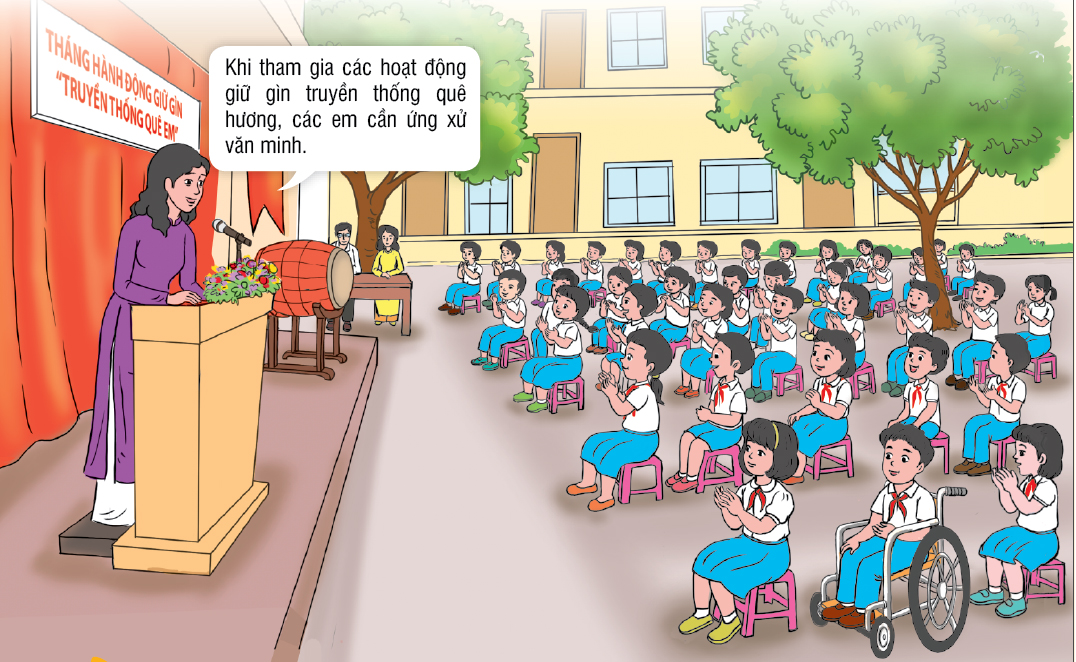 THÁNG HÀNH ĐỘNG GIỮ GÌN
“TRUYỀN THỐNG QUÊ EM”
Khi tham gia các hoạt động
giữ gìn truyền thống quê
hương, các em cần ứng xử
văn minh.